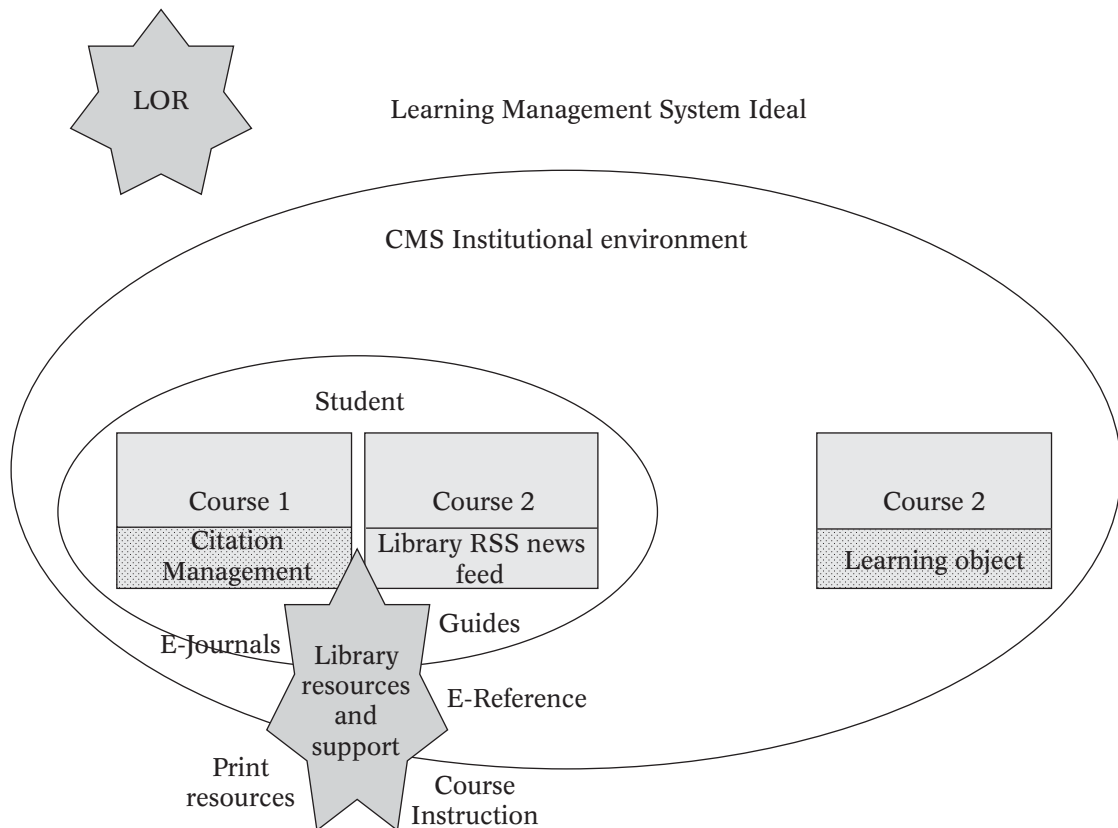 LOR
Learning Management System Ideal
CMS Institutional environment
Student
Course 1
Citation
Management
Course 2
Library RSS news
feed
Course 2
Learning object
E-Journals
Guides
Library
resources
and
support
E-Reference
Print
resources
Course
Instruction